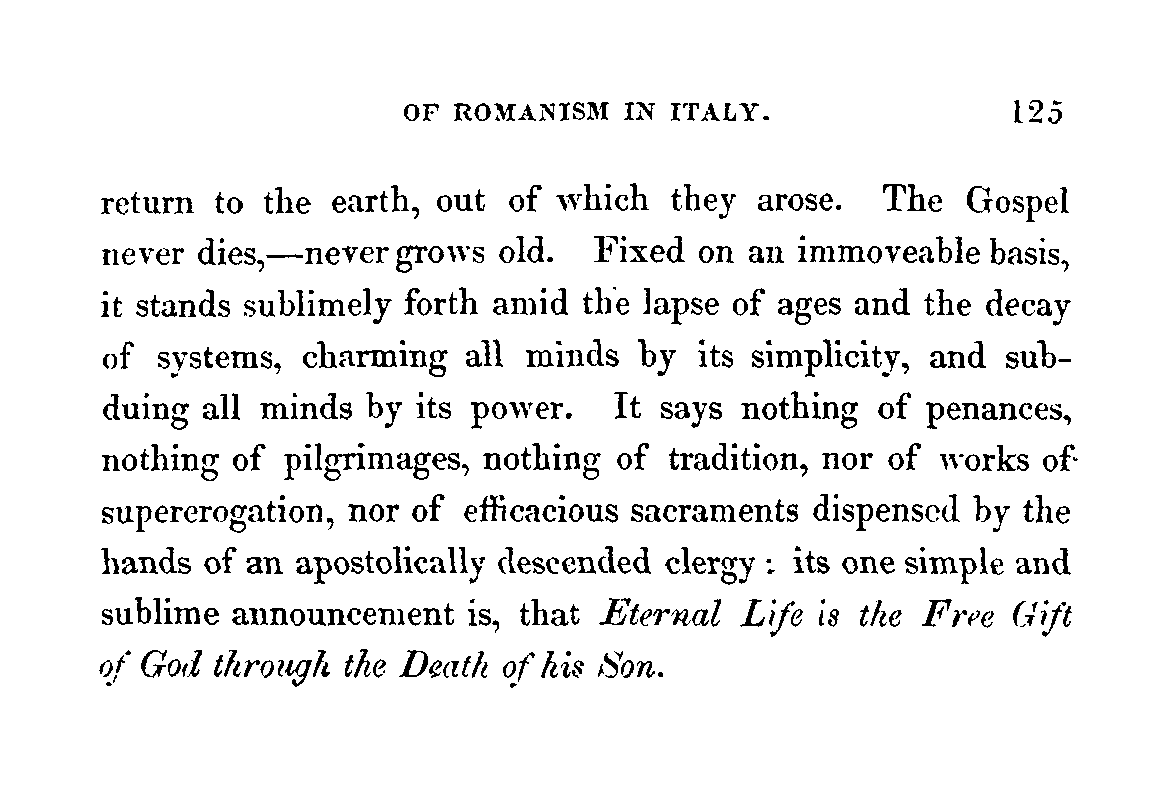 OF ROMANISM IN ITALY. 125
return to the earth, out of which they arose. The Gospel
never dies,—never grows old. Fixed on an immoveable basis,
it stands sublimely forth amid the lapse of ages and the decay
of systems, charming all minds by its simplicity, and sub-
duing all minds by its power. It says nothing of penances,
nothing of pilgrimages, nothing of tradition, nor of works of
supererogation, nor of efficacious sacraments dispensed by the
hands of an apostolically descended clergy : its one simple and
sublime announcement is, that Eternal Life is the Free Gift
of God through the Death of his Son.